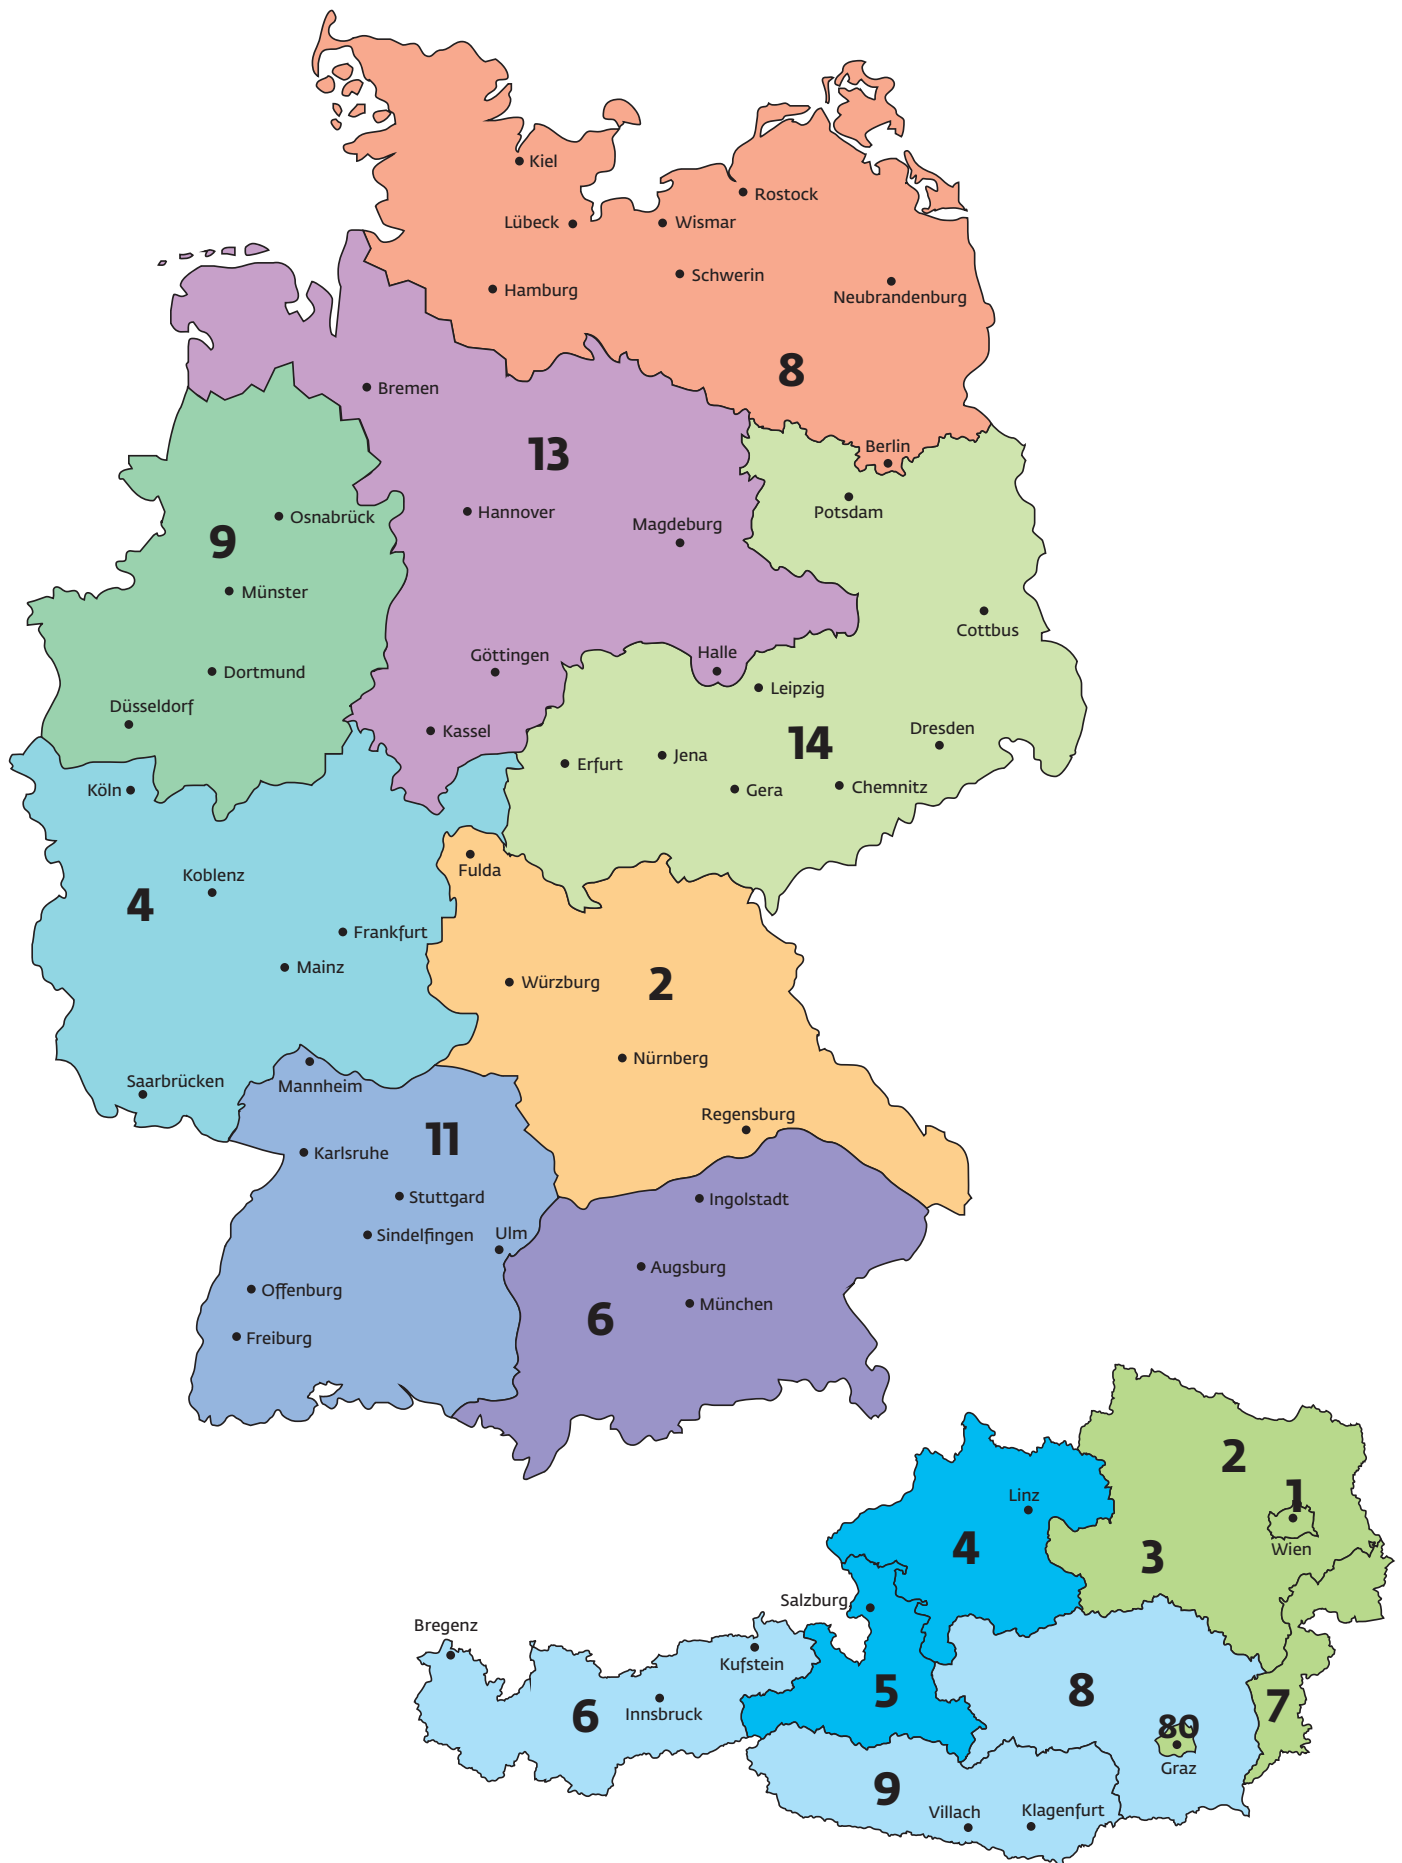 Kiel
Rostock
Lübeck
Wismar
Schwerin
Hamburg
Neubrandenburg
8
Bremen
13
Berlin
Potsdam
Osnabrück
Hannover
Magdeburg
9
Münster
Cottbus
Göttingen
Halle
Dortmund
Leipzig
Düsseldorf
Kassel
14
Dresden
Erfurt
Jena
Köln
Gera
Chemnitz
Fulda
Koblenz
4
Frankfurt
Mainz
Würzburg
2
Nürnberg
Saarbrücken
Mannheim
Regensburg
11
Karlsruhe
Stuttgard
Ingolstadt
Sindelfingen
Ulm
Augsburg
Offenburg
München
6
Freiburg
2
Linz
1
4
3
Wien
Salzburg
Bregenz
Kufstein
5
8
6
Innsbruck
7
80
Graz
9
Villach
Klagenfurt